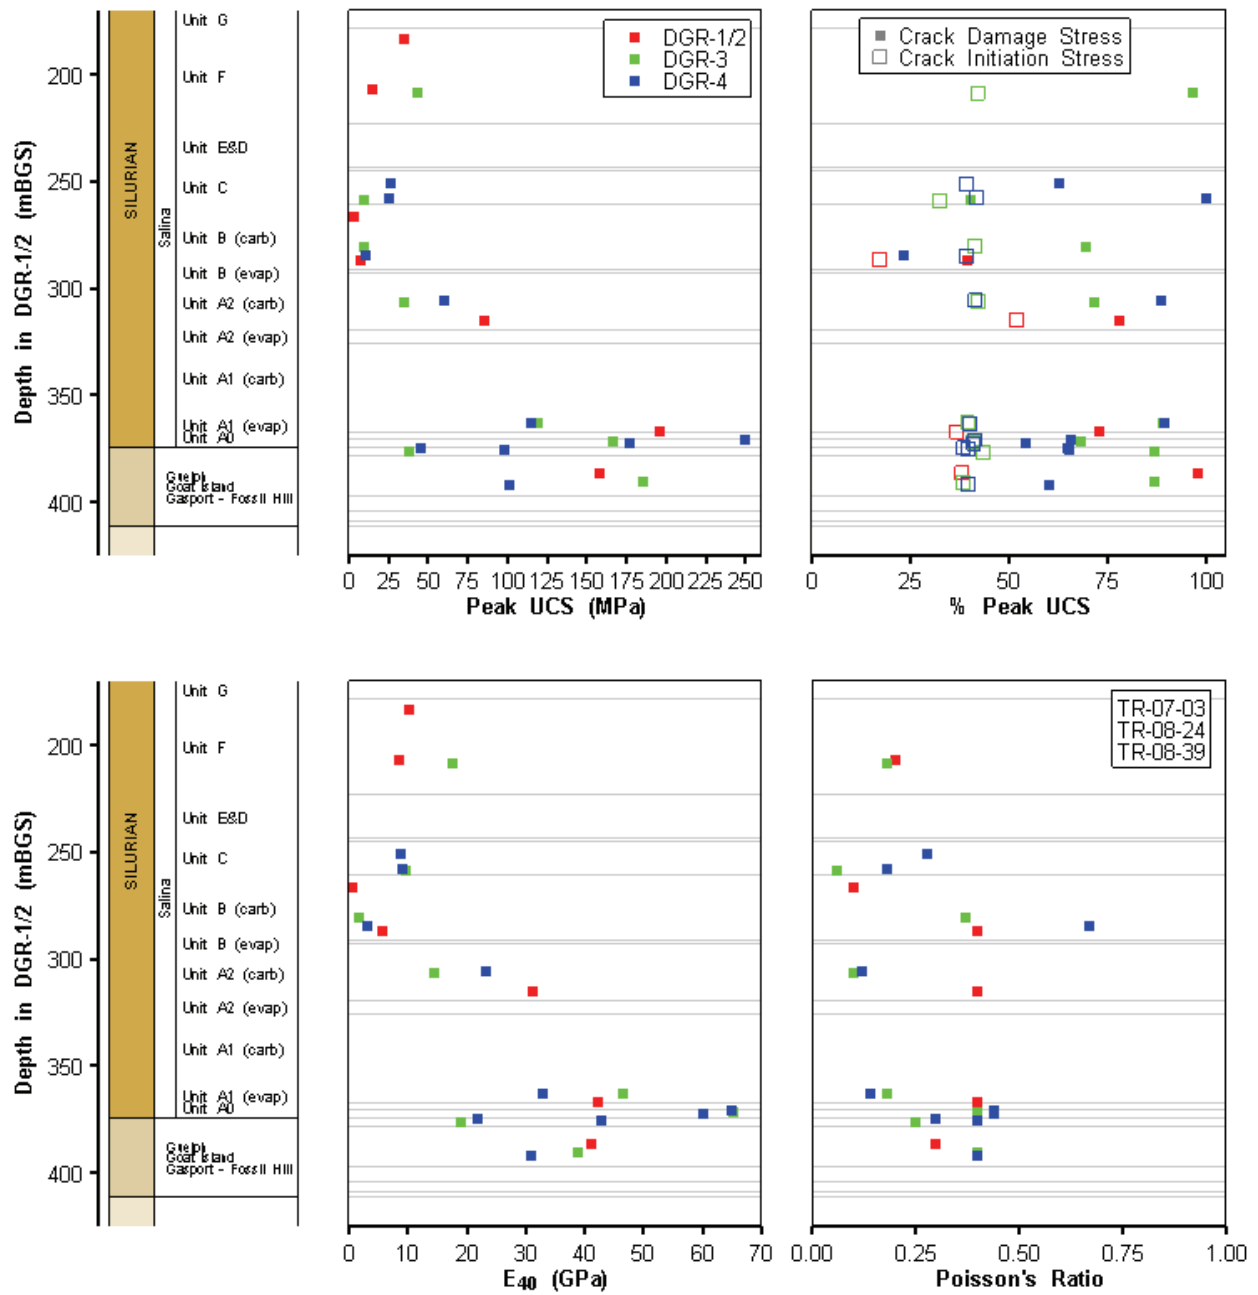 Depth in DGR-1/2 (mBGS)
200
250
300
350
400
SILURIAN
Salina
Unit G
Unit F
Unit E&D
Unit C
Unit B (carb)
Unit B (evap)
Unit A2 (carb)
Unit A2 (evap)
Unit A1 (carb)
Unit A1 (evap)
Unit A0
Guelph
Goat Island
Gasport - Fossil Hill
DGR-1/2
DGR-3
DGR-4
0 25 50 75 100 125 150 175 200 225 250
Peak UCS (MPa)
Crack Damage Stress
Crack Initiation Stress
0 25 50 75 100
% Peak UCS
Depth in DGR-1/2 (mBGS)
200
250
300
350
400
SILURIAN
Salina
Unit G
Unit F
Unit E&D
Unit C
Unit B (carb)
Unit B (evap)
Unit A2 (carb)
Unit A2 (evap)
Unit A1 (carb)
Unit A1 (evap)
Unit A0
Guelph
Goat Island
Gasport - Fossil Hill
0 10 20 30 40 50 60 70
E40 (GPa)
TR-07-03
TR-08-24
TR-08-39
0.00 0.25 0.50 0.75 1.00
Poisson's Ratio